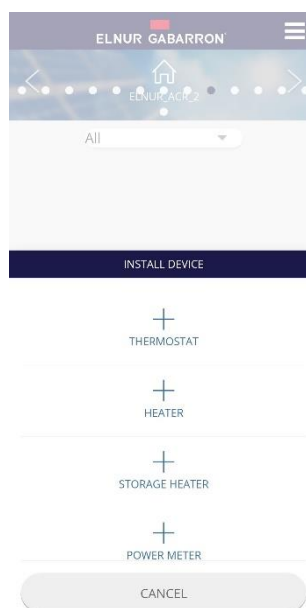 ELNUR GABARRON
ELNUR_ACR_2
All
INSTALL DEVICE
THERMOSTAT
HEATER
STORAGE HEATER
POWER METER
CANCEL